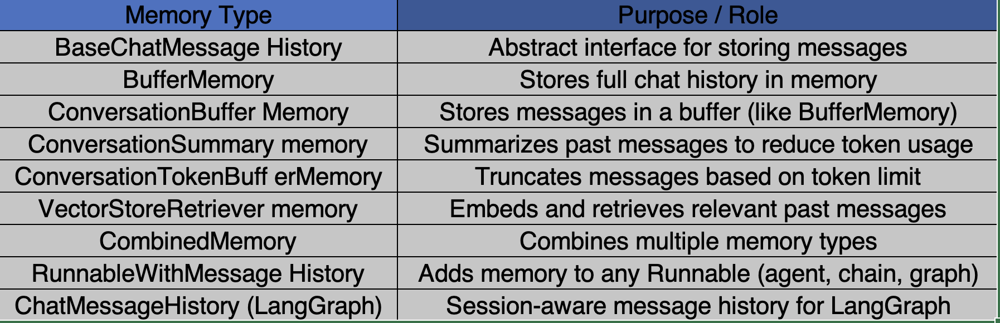 Memory Type Purpose / Role
BaseChatMessage History Abstract interface for storing messages
BufferMemory Stores full chat history in memory
ConversationBuffer Memory Stores messages in a buffer (like BufferMemory)
ConversationSummary memory Summarizes past messages to reduce token usage
ConversationTokenBuff erMemory Truncates messages based on token limit
VectorStoreRetriever memory Embeds and retrieves relevant past messages
CombinedMemory Combines multiple memory types
RunnableWithMessage History Adds memory to any Runnable (agent, chain, graph)
ChatMessageHistory (LangGraph) Session-aware message history for LangGraph